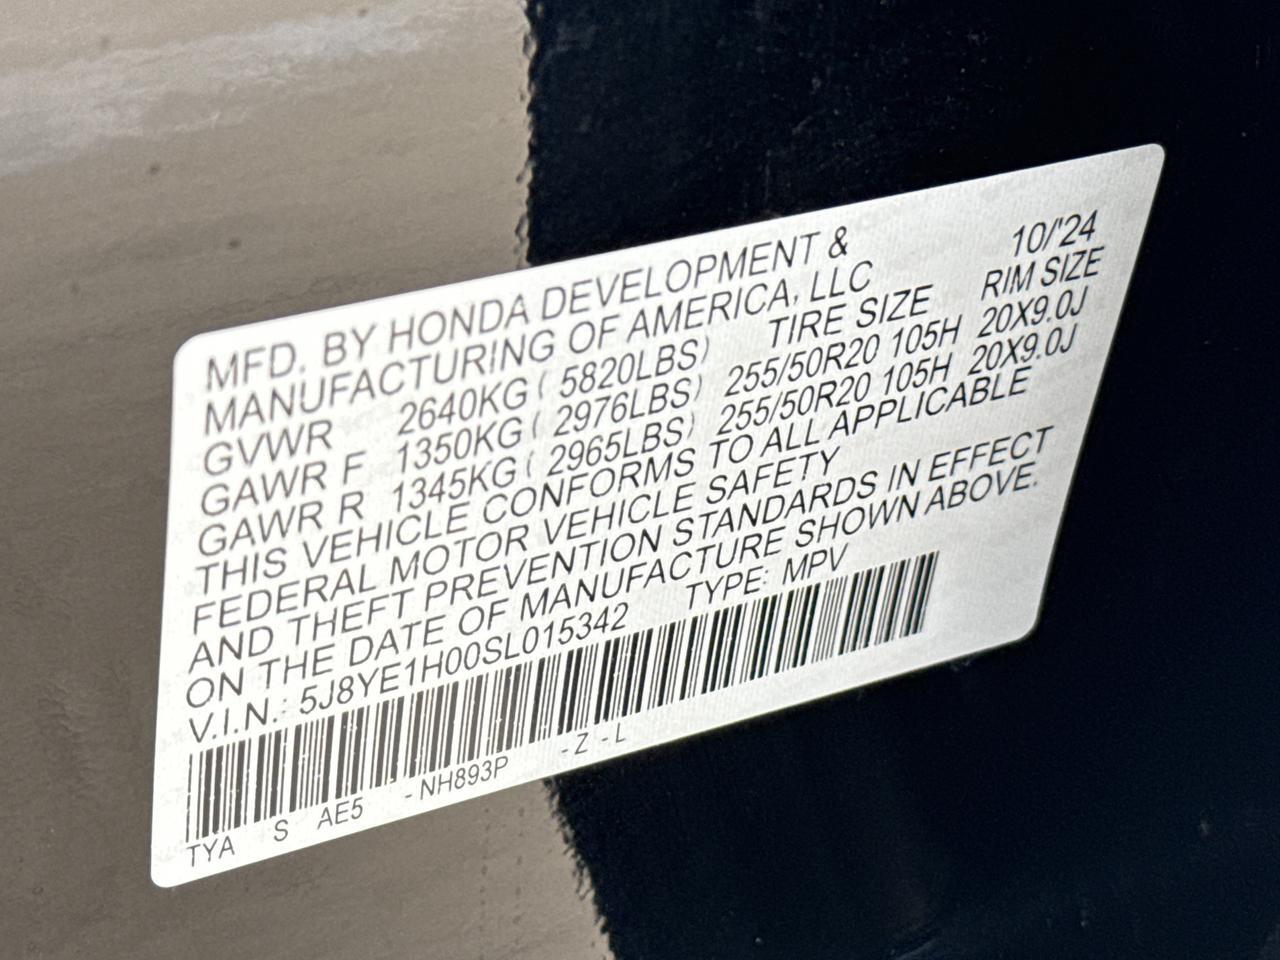 MFD. BY HONDA DEVELOPMENT & 10/'24
MANUFACTURING OF AMERICA, LLC RIM SIZE
GVWR 2640KG ( 5820LBS) TIRE SIZE
GAWR F 1350KG ( 2976LBS) 255/50R20 105H 20X9.0J
GAWR R 1345KG ( 2965LBS) 255/50R20 105H 20X9.0J
THIS VEHICLE CONFORMS TO ALL APPLICABLE
FEDERAL MOTOR VEHICLE SAFETY
AND THEFT PREVENTION STANDARDS IN EFFECT
ON THE DATE OF MANUFACTURE SHOWN ABOVE.
V.I.N.: 5J8YE1H00SL015342 TYPE: MPV
TYA S AE5 -NH893P -Z -L